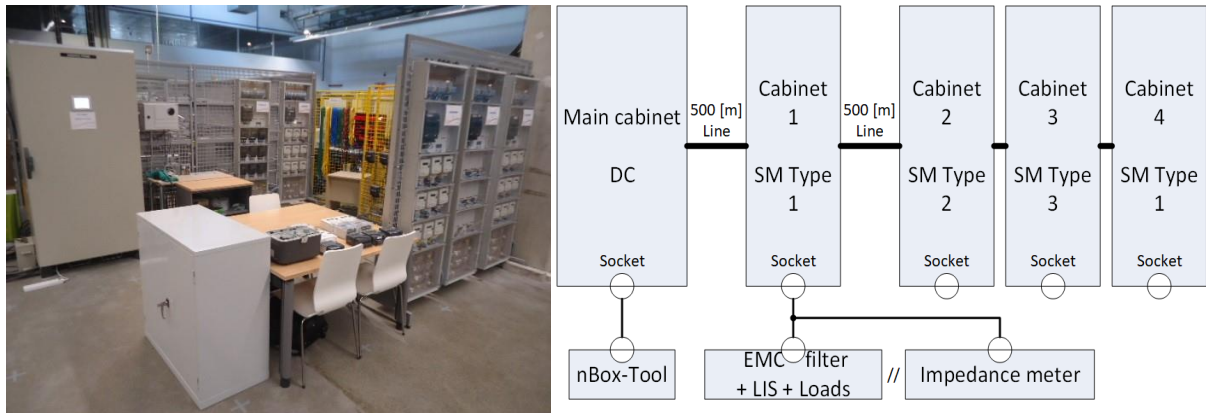 Main cabinet
DC
Socket
500 [m]
Line
Cabinet
1
SM Type
1
Socket
500 [m]
Line
Cabinet
2
SM Type
2
Socket
Cabinet
3
SM Type
3
Socket
Cabinet
4
SM Type
1
Socket
nBox-Tool
EMC filter
+ LIS + Loads
//
Impedance meter